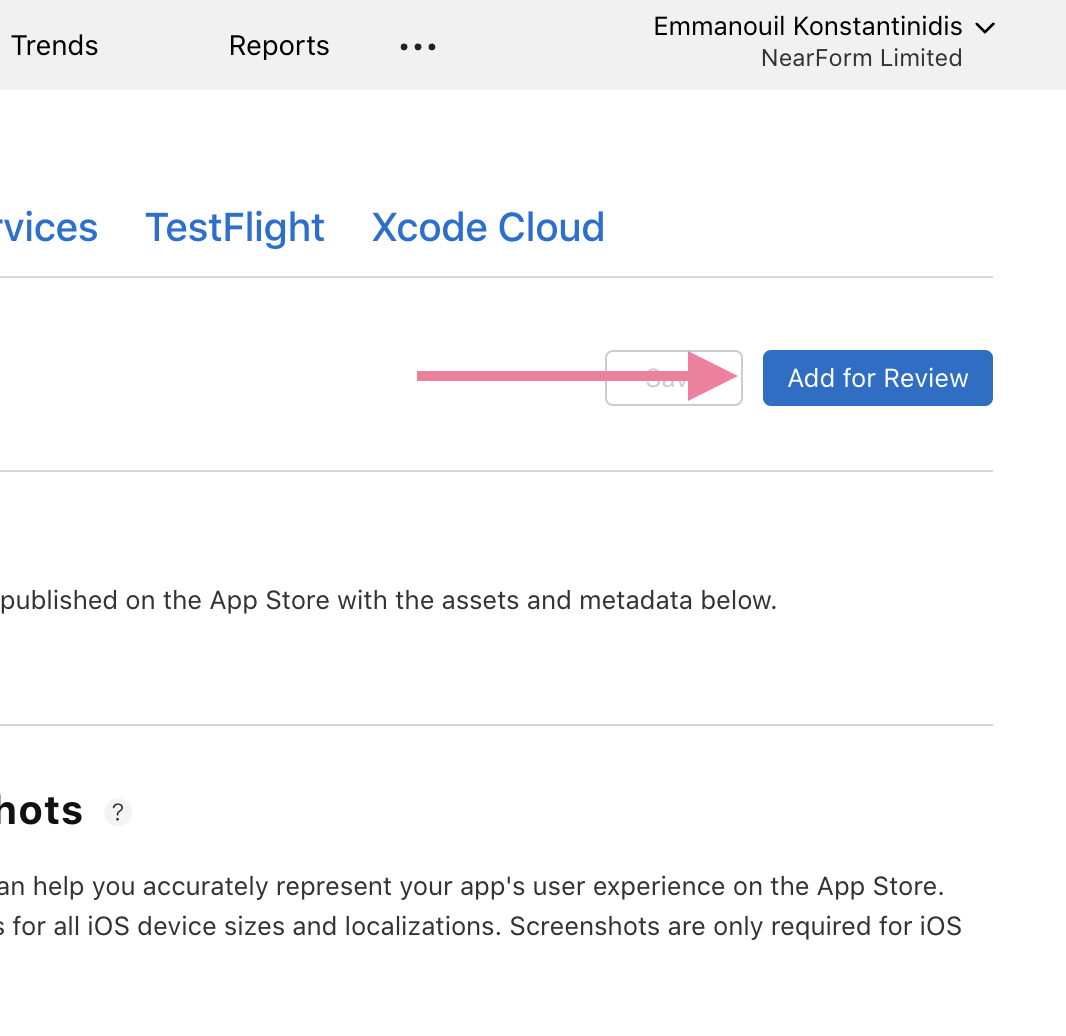 Trends Reports ••• Emmanouil Konstantinidis
NearForm Limited
rvices TestFlight Xcode Cloud
Add for Review
published on the App Store with the assets and metadata below.
hots ?
an help you accurately represent your app's user experience on the App Store.
s for all iOS device sizes and localizations. Screenshots are only required for iOS